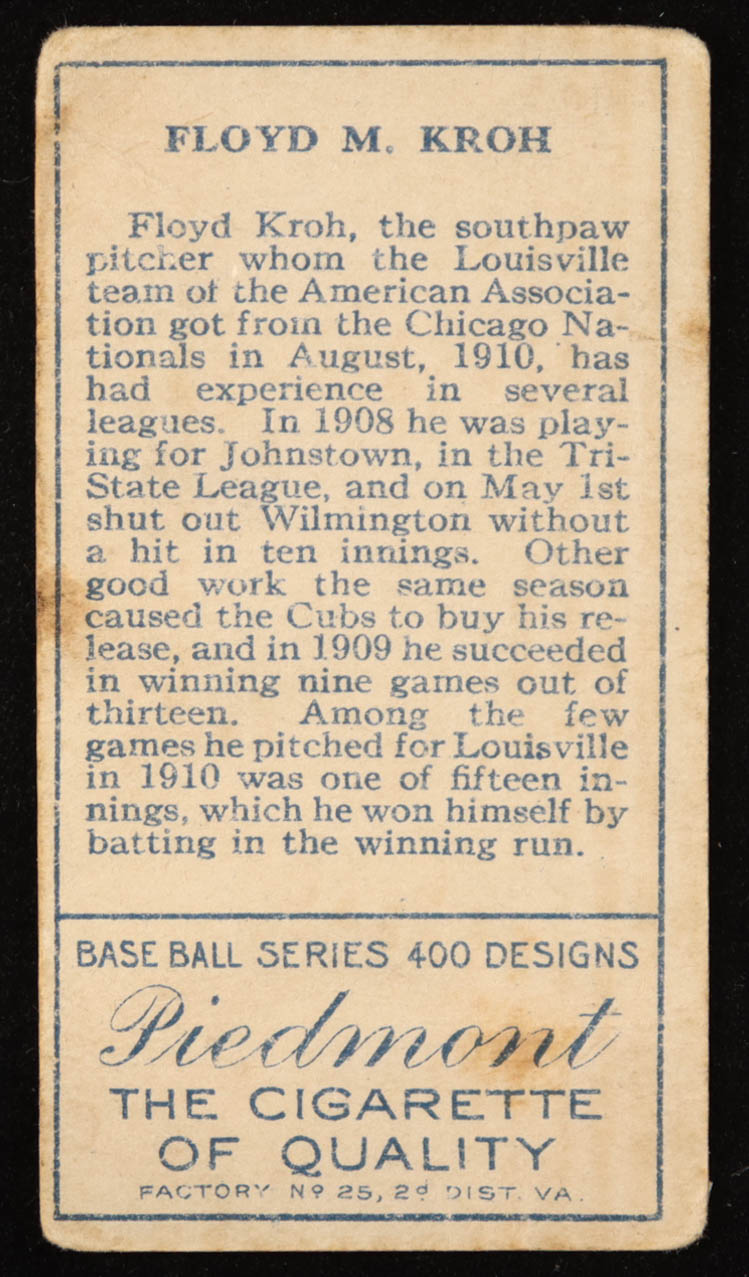 FLOYD M. KROH
Floyd Kroh, the southpaw
pitcher whom the Louisville
team of the American Associa-
tion got from the Chicago Na-
tionals in August, 1910, has
had experience in several
leagues. In 1908 he was play-
ing for Johnstown, in the Tri-
State League, and on May 1st
shut out Wilmington without
a hit in ten innings. Other
good work the same season
caused the Cubs to buy his re-
lease, and in 1909 he succeeded
in winning nine games out of
thirteen. Among the few
games he pitched for Louisville
in 1910 was one of fifteen in-
nings, which he won himself by
batting in the winning run.
BASE BALL SERIES 400 DESIGNS
Piedmont
THE CIGARETTE
OF QUALITY
FACTORY Nº 25, 2d DIST. VA.